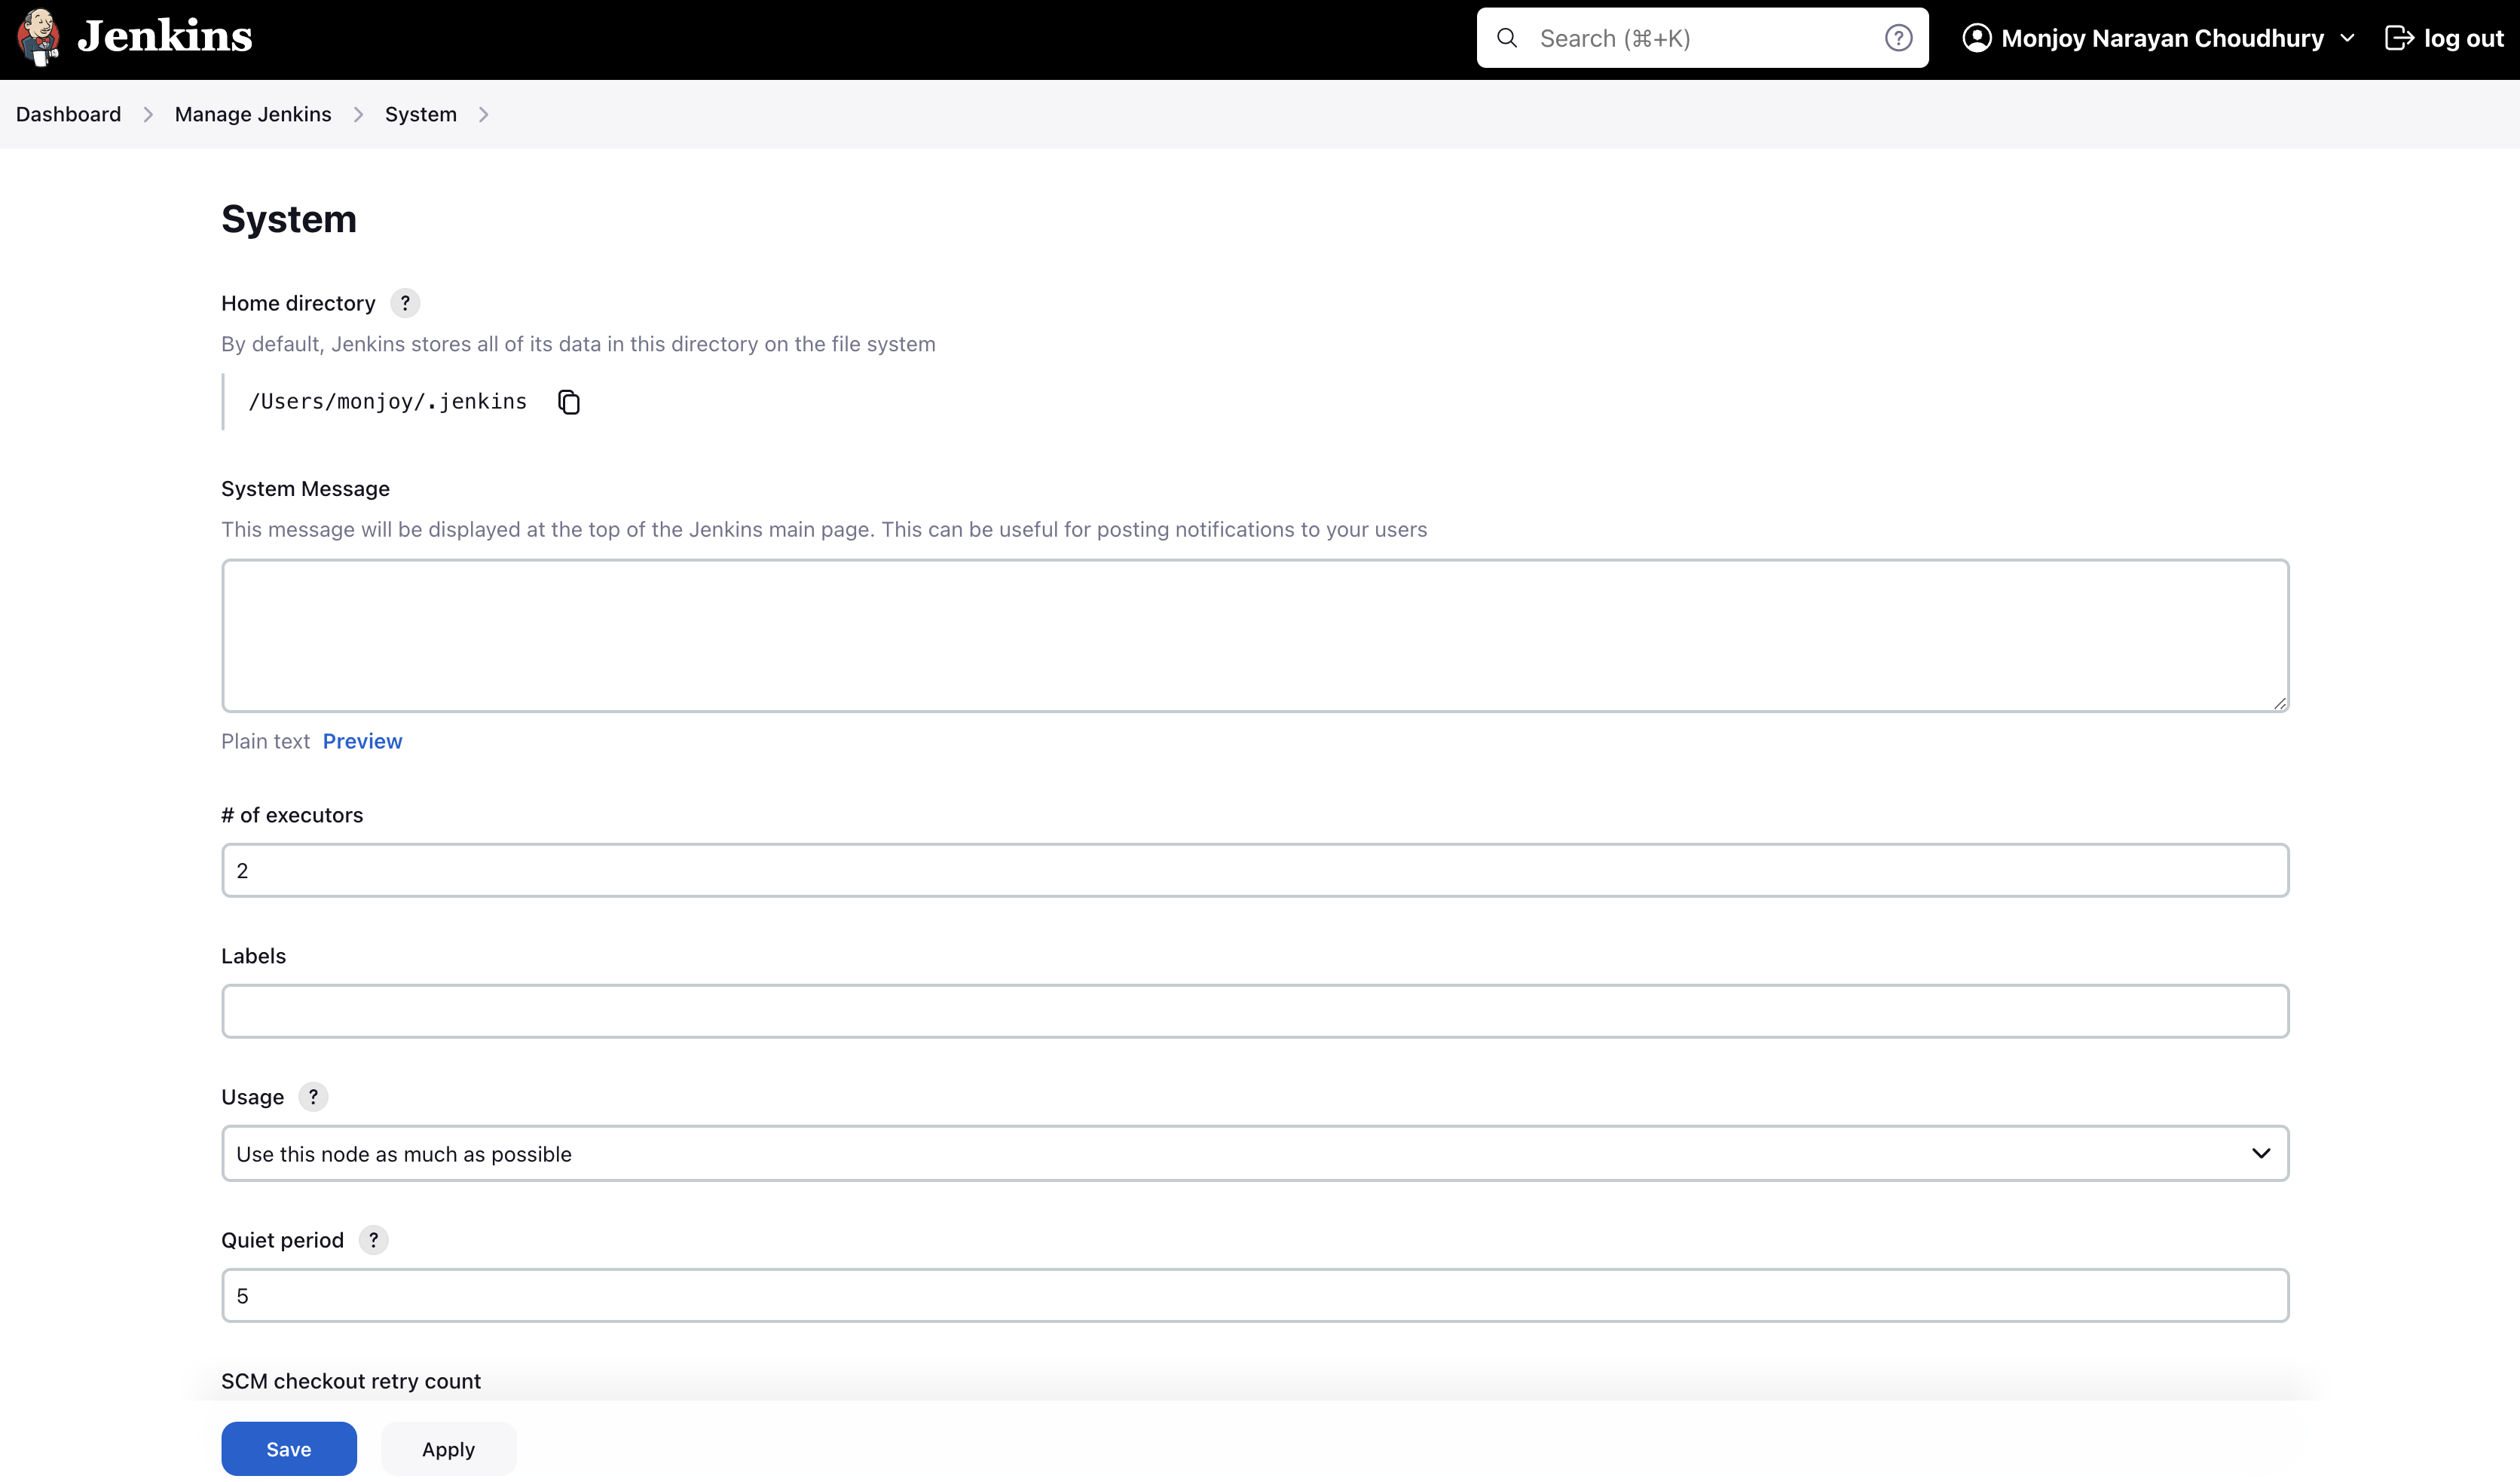 Jenkins
Search (⌘+K)
?
Monjoy Narayan Choudhury
log out
Dashboard
Manage Jenkins
System
System
Home directory ?
By default, Jenkins stores all of its data in this directory on the file system
/Users/monjoy/.jenkins
System Message
This message will be displayed at the top of the Jenkins main page. This can be useful for posting notifications to your users
Plain text Preview
# of executors
2
Labels
Usage ?
Use this node as much as possible
Quiet period ?
5
SCM checkout retry count
Save
Apply